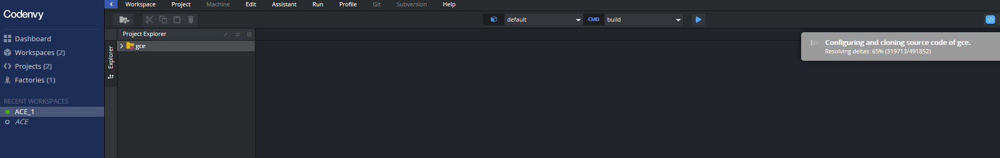 Codenvy
Dashboard
Workspaces (2)
Projects (2)
Factories (1)
RECENT WORKSPACES
ACE_1
ACE
Workspace Project Machine Edit Assistant Run Profile Git Subversion Help
default CMD build
Project Explorer
Explorer
gce
Configuring and cloning source code of gce.
Resolving deltas: 65% (319713/491852)